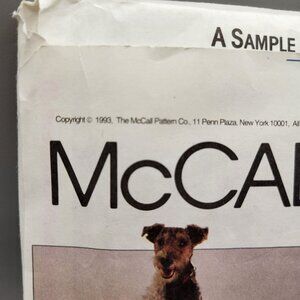 A SAMPLE
Copyright © 1993, The McCall Pattern Co., 11 Penn Plaza, New York 10001, All
McCAL